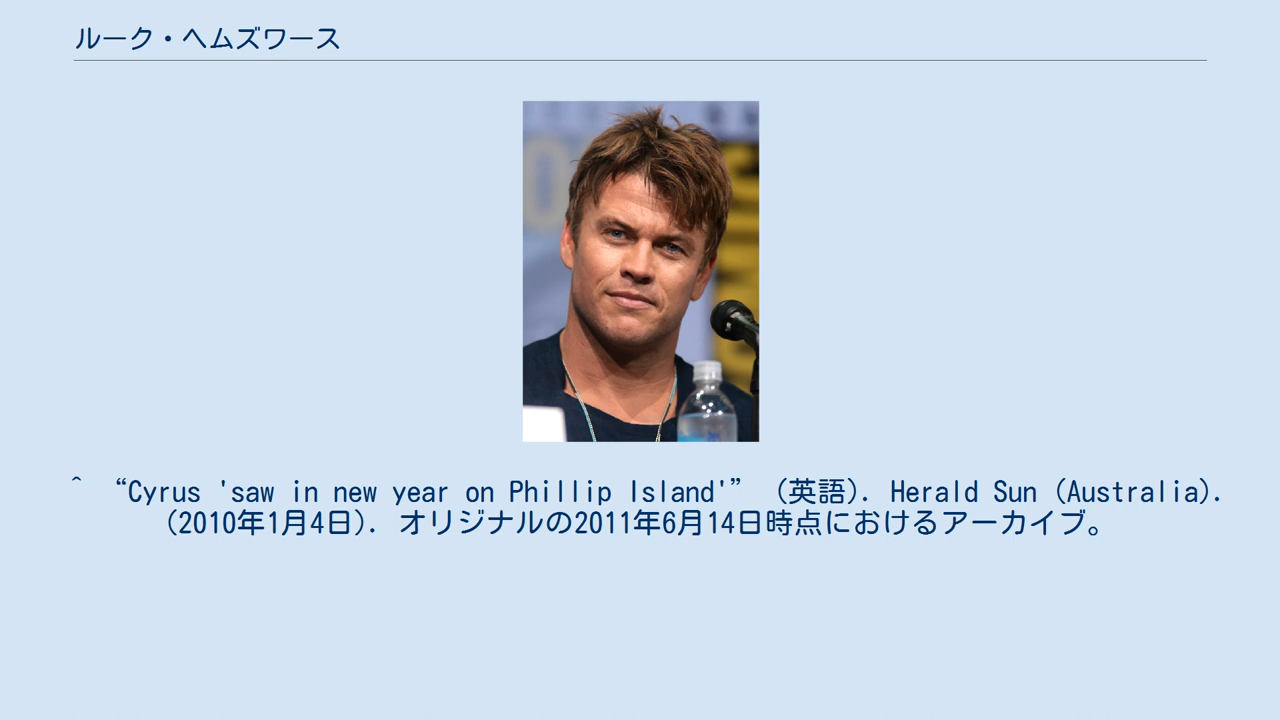 ルーク・ヘムズワース
^ “Cyrus 'saw in new year on Phillip Island'” （英語）. Herald Sun (Australia).
（2010年1月4日）. オリジナルの2011年6月14日時点におけるアーカイブ。